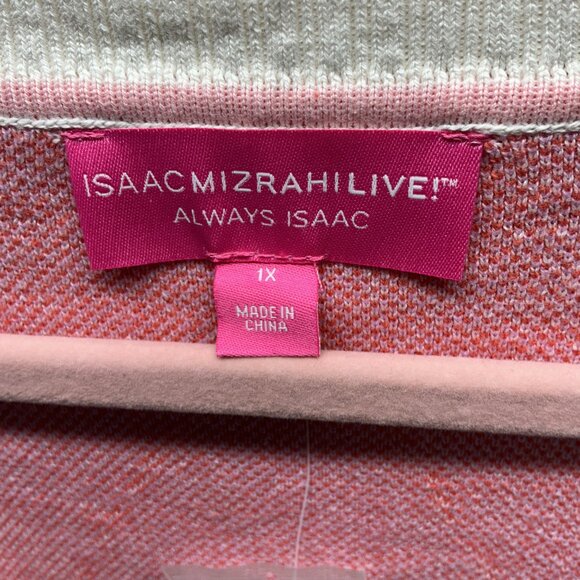 ISAACMIZRAHILIVE!™
ALWAYS ISAAC
1X
MADE IN
CHINA